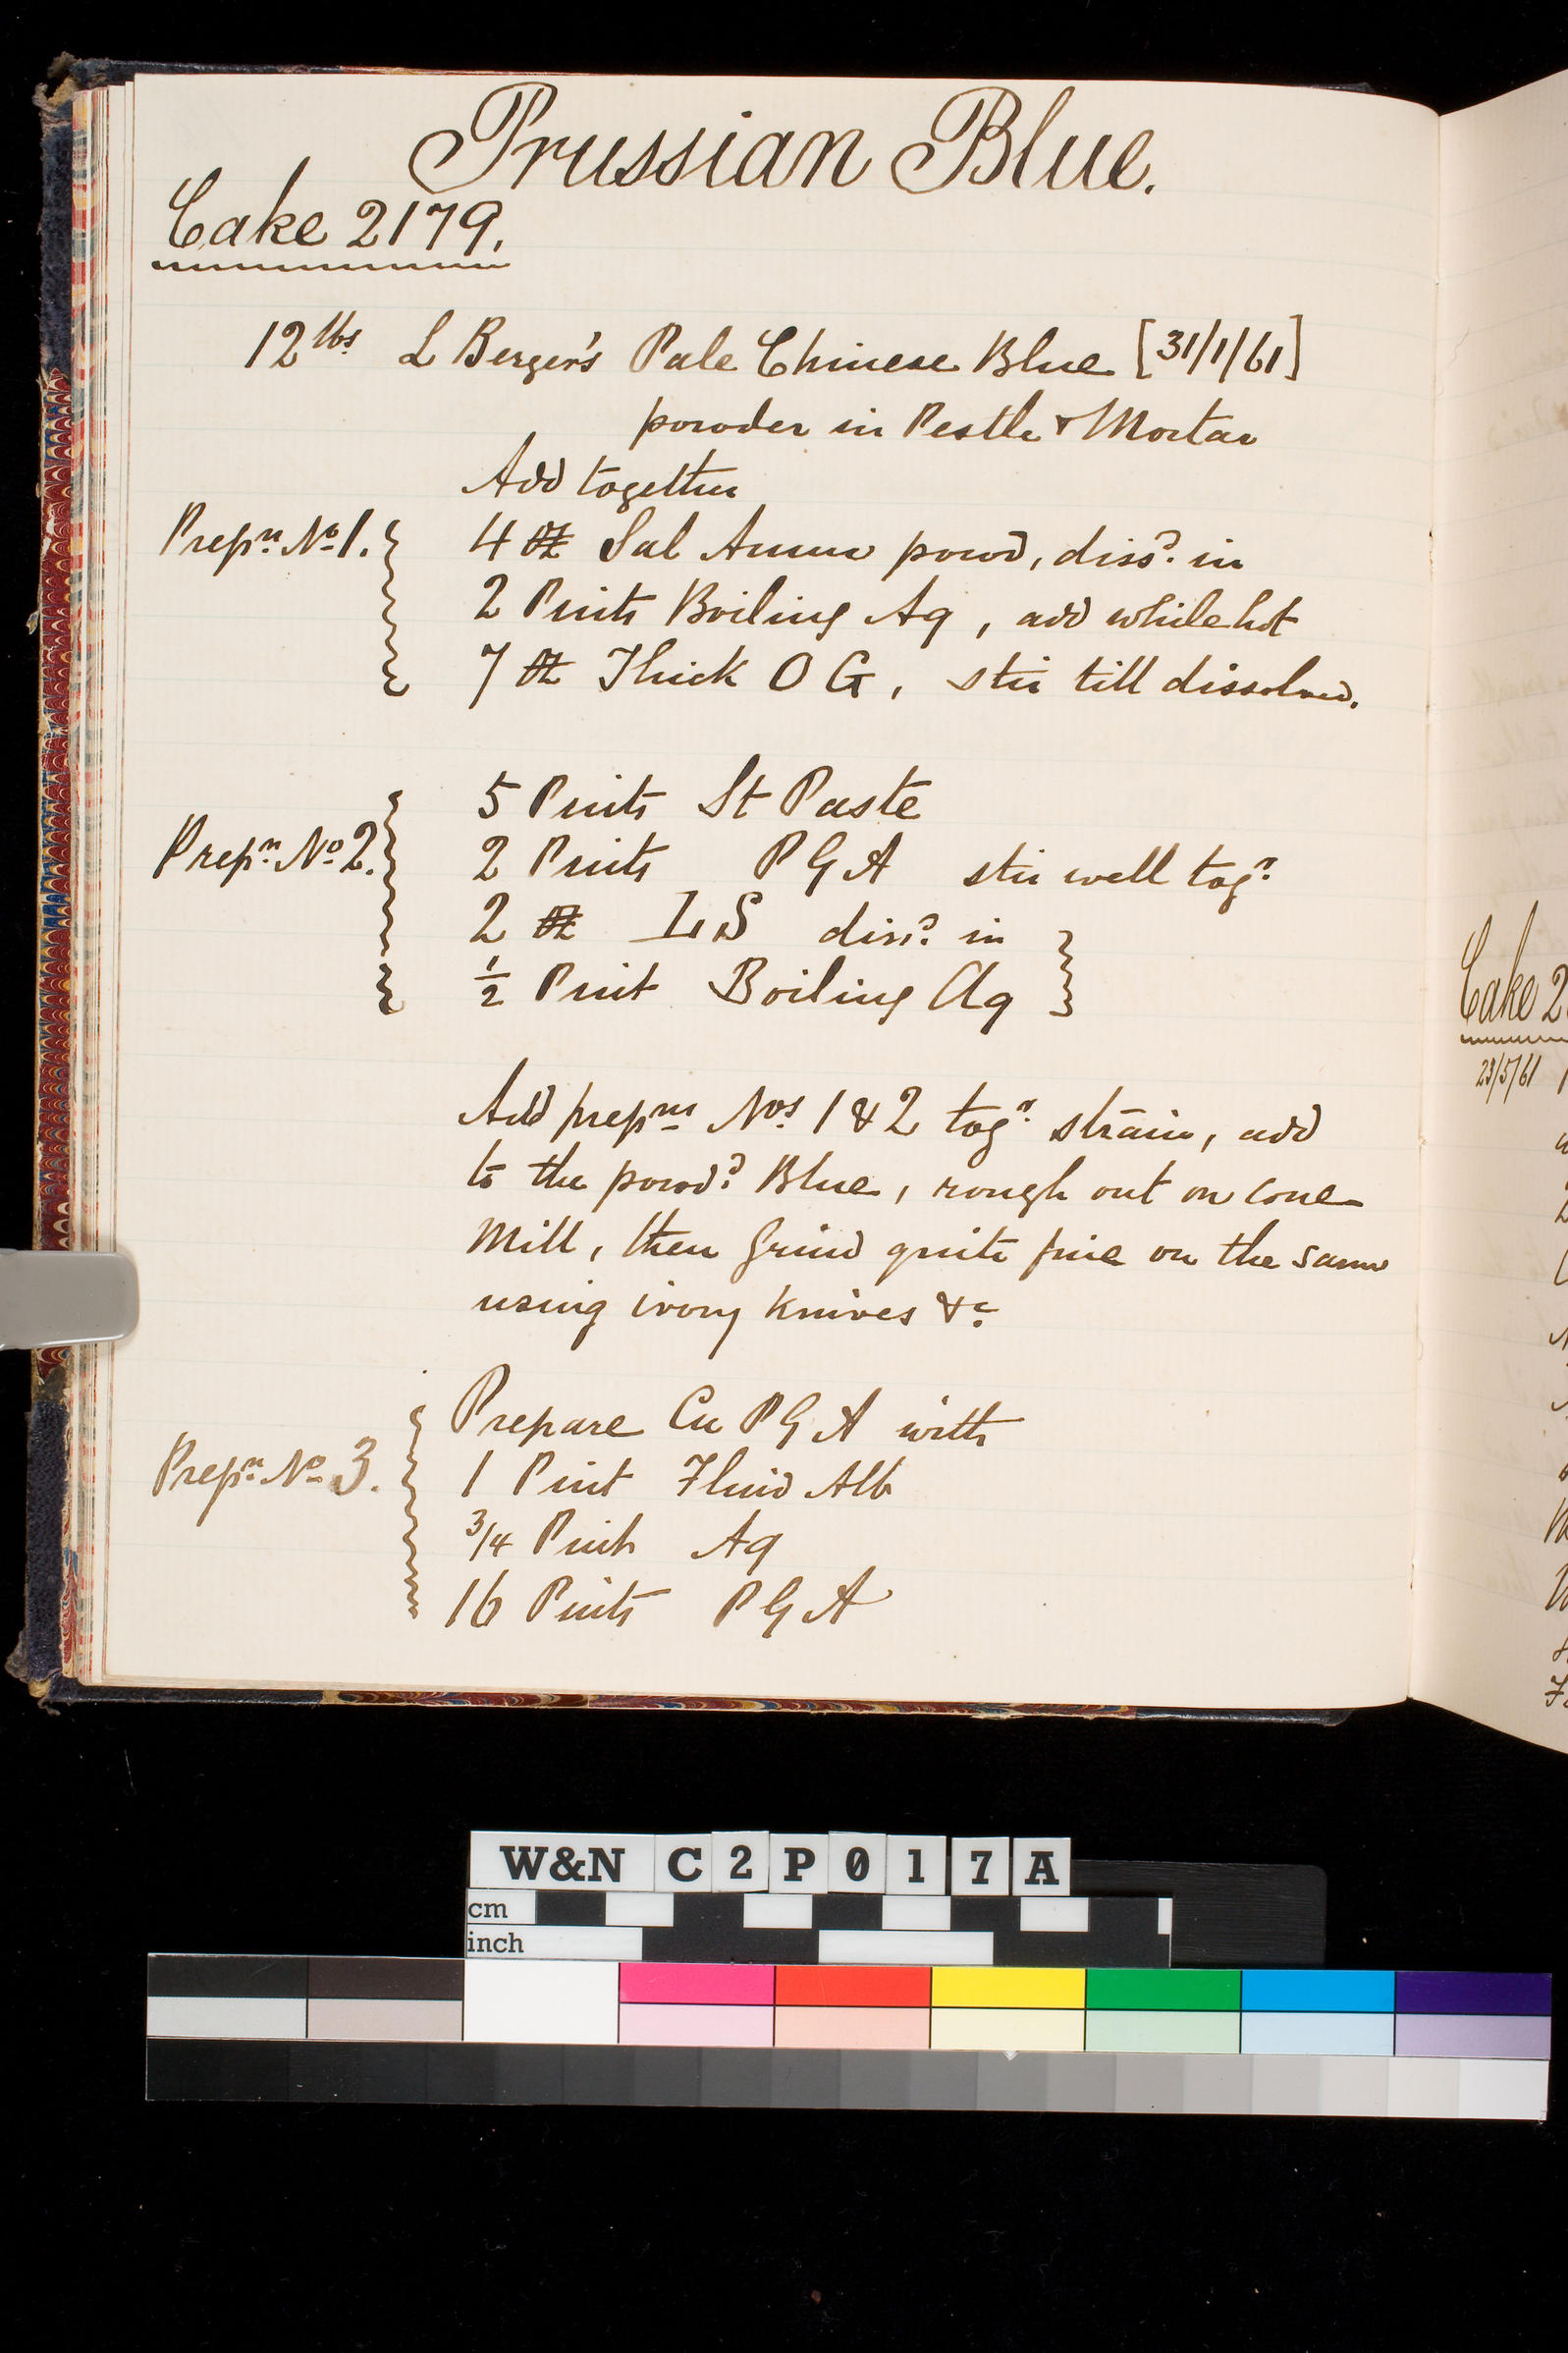 Prussian Blue.
Cake 2179.
12 lbs L Berger's Pale Chinese Blue [31/1/61]
powder in Pestle & Mortar
Add together
Prepn No 1. 4 oz Sal Ammo powd, dissd. in
2 Pints Boiling Aq, add while hot
7 oz Thick O G, stir till dissolved.
5 Pints St Paste
Prepn No 2. 2 Pints P G A stir well togr
2 oz L S dissd. in
1/2 Pint Boiling Aq
Add prepns Nos 1 & 2 togr strain, add
to the powd. Blue, rough out on cone
Mill, then Grind quite fine on the same
using ivory knives &c
Prepare Cu P G A with
Prepn No 3. 1 Pint Fluid Alb
3/4 Pint Aq
16 Pints P G A
Cake 2
23/5/61
W&N C2P017A
cm
inch